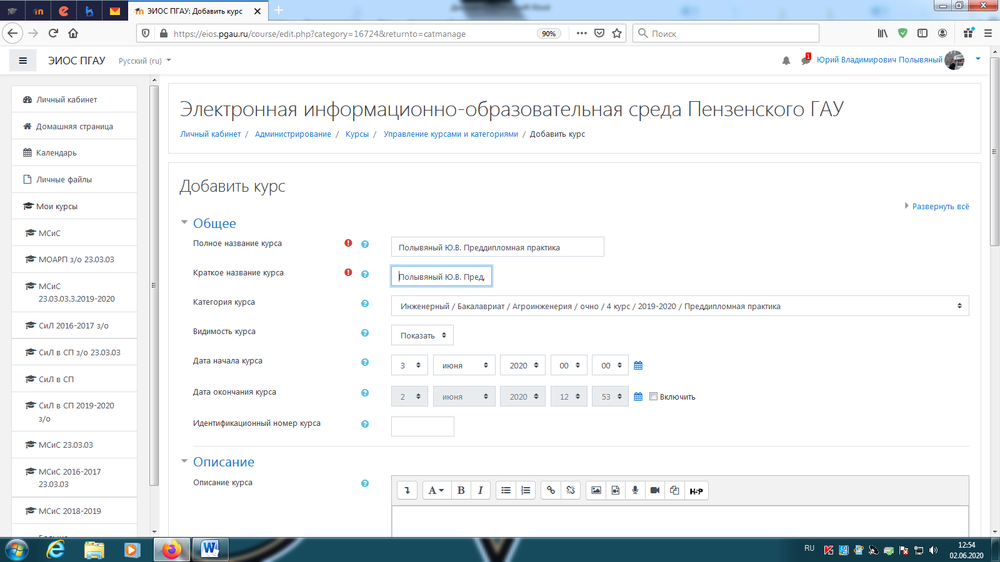 ЭИОС ПГАУ: Добавить курс
https://eios.pgau.ru/course/edit.php?category=16724&returnto=catmanage
90%
Поиск
ЭИОС ПГАУ
Русский (ru)
1
Юрий Владимирович Полывяный
Личный кабинет
Домашняя страница
Календарь
Личные файлы
Мои курсы
МСиС
МОАРП з/о 23.03.03
МСиС
23.03.03.3.2019-2020
СиЛ 2016-2017 з/о
СиЛ в СП з/о 23.03.03
СиЛ в СП
СиЛ в СП 2019-2020
з/о
МСиС 23.03.03
МСиС 2016-2017
23.03.03
МСиС 2018-2019
Электронная информационно-образовательная среда Пензенского ГАУ
Личный кабинет / Администрирование / Курсы / Управление курсами и категориями / Добавить курс
Добавить курс
Развернуть всё
Общее
Полное название курса
Полывяный Ю.В. Преддипломная практика
Краткое название курса
Полывяный Ю.В. Пред
Категория курса
Инженерный / Бакалавриат / Агроинженерия / очно / 4 курс / 2019-2020 / Преддипломная практика
Видимость курса
Показать
Дата начала курса
3 июня 2020 00 00
Дата окончания курса
2 июня 2020 12 53 Включить
Идентификационный номер курса
Описание
Описание курса
A B I
H5P
RU
12:54
02.06.2020